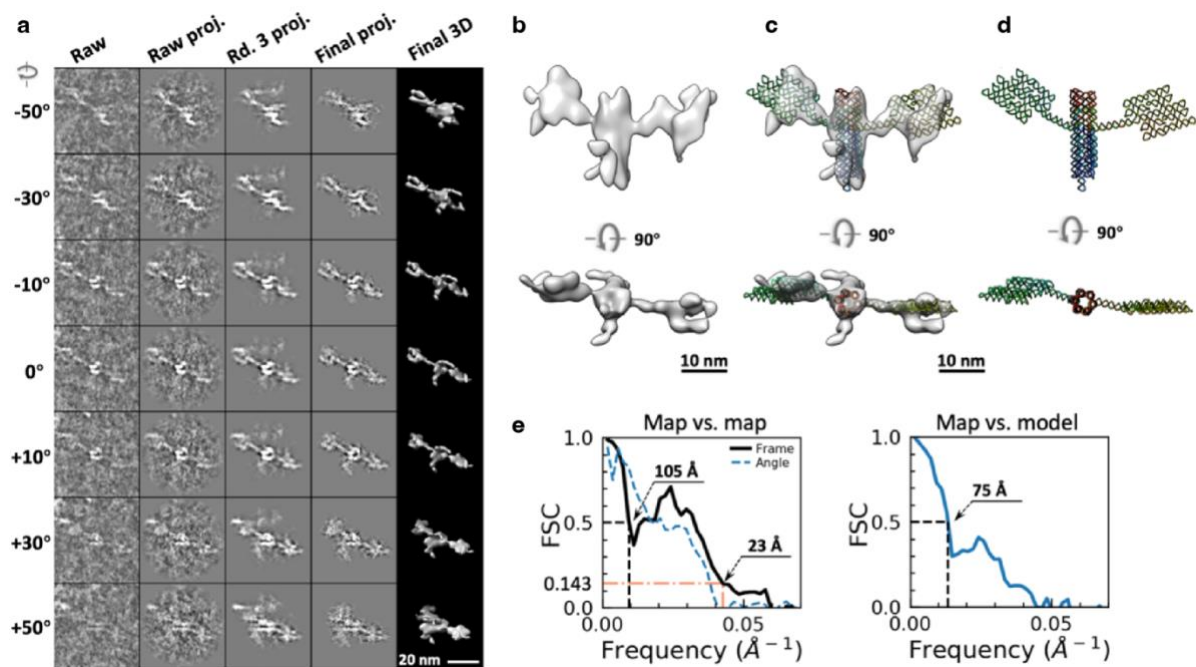 a
Raw
Raw proj.
Rd. 3 proj.
Final proj.
Final 3D
-50°
-30°
-10°
0°
+10°
+30°
+50°
20 nm
b
c
d
90°
90°
90°
10 nm
10 nm
e
Map vs. map
1.0
0.5
0.143
0.0
FSC
Frame
Angle
105 Å
23 Å
0.00
0.05
Frequency (Å⁻¹)
Map vs. model
1.0
0.5
0.0
FSC
75 Å
0.00
0.05
Frequency (Å⁻¹)